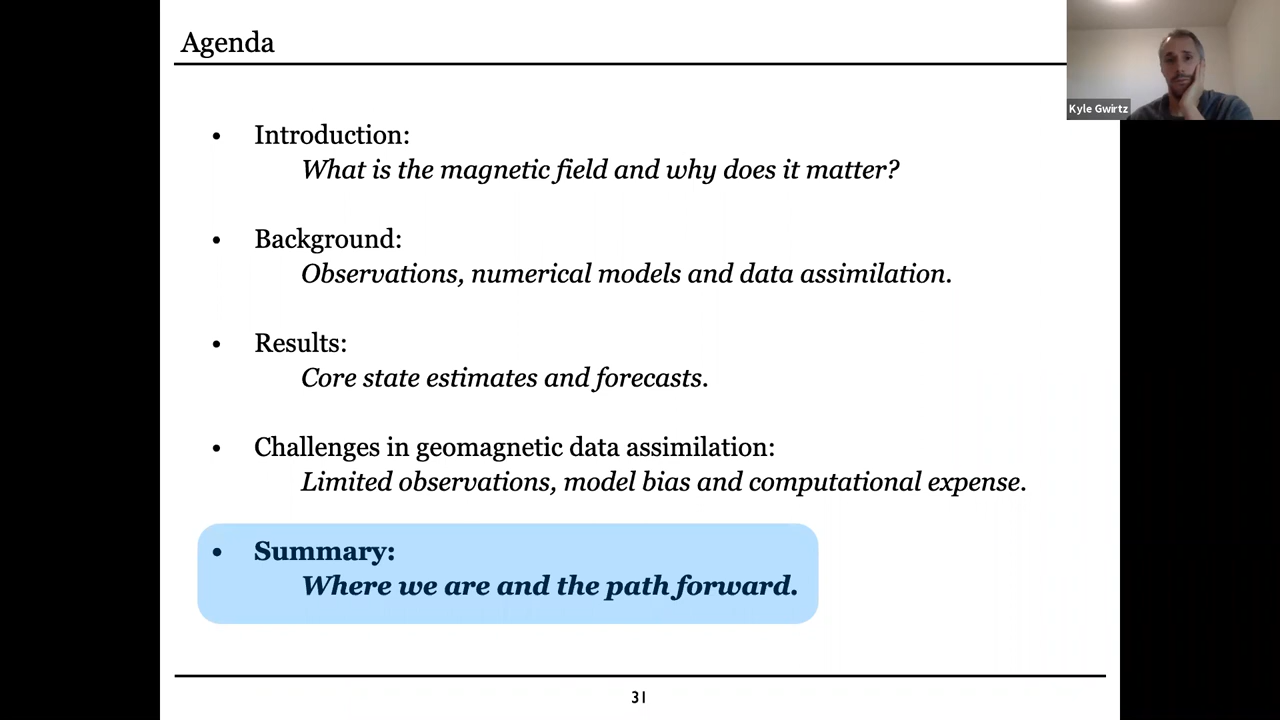 Agenda
Kyle Gwirtz
• Introduction:
What is the magnetic field and why does it matter?
• Background:
Observations, numerical models and data assimilation.
• Results:
Core state estimates and forecasts.
• Challenges in geomagnetic data assimilation:
Limited observations, model bias and computational expense.
• Summary:
Where we are and the path forward.
31